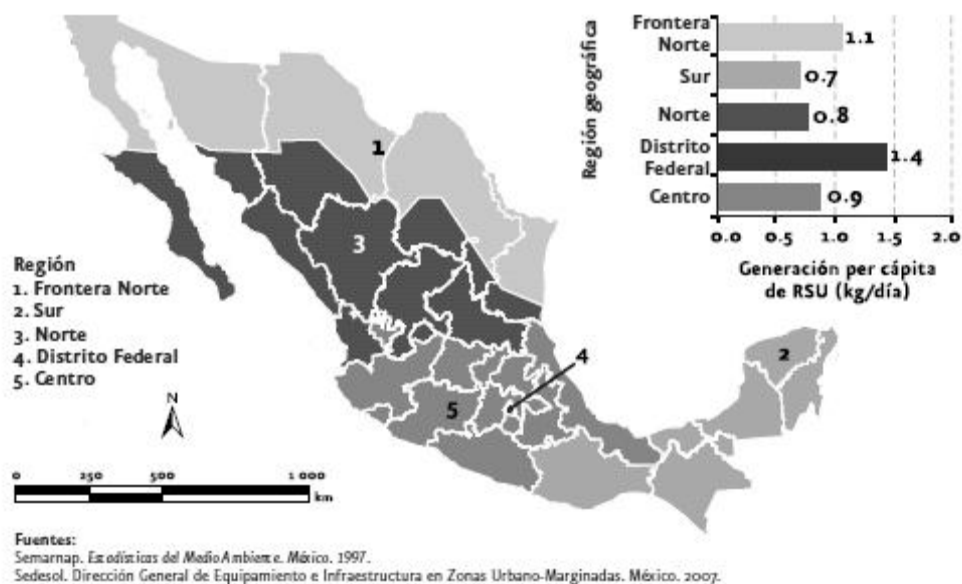 Región geográfica
Frontera
Norte
1.1
Sur
0.7
Norte
0.8
Distrito
Federal
1.4
Centro
0.9
0.0 0.5 1.0 1.5 2.0
Generación per cápita
de RSU (kg/día)
1
3
2
4
5
Región
1. Frontera Norte
2. Sur
3. Norte
4. Distrito Federal
5. Centro
N
0 250 500 1 000
km
Fuentes:
Semarnap. Estadísticas del Medio Ambiente. México. 1997.
Sedesol. Dirección General de Equipamiento e Infraestructura en Zonas Urbano-Marginadas. México. 2007.